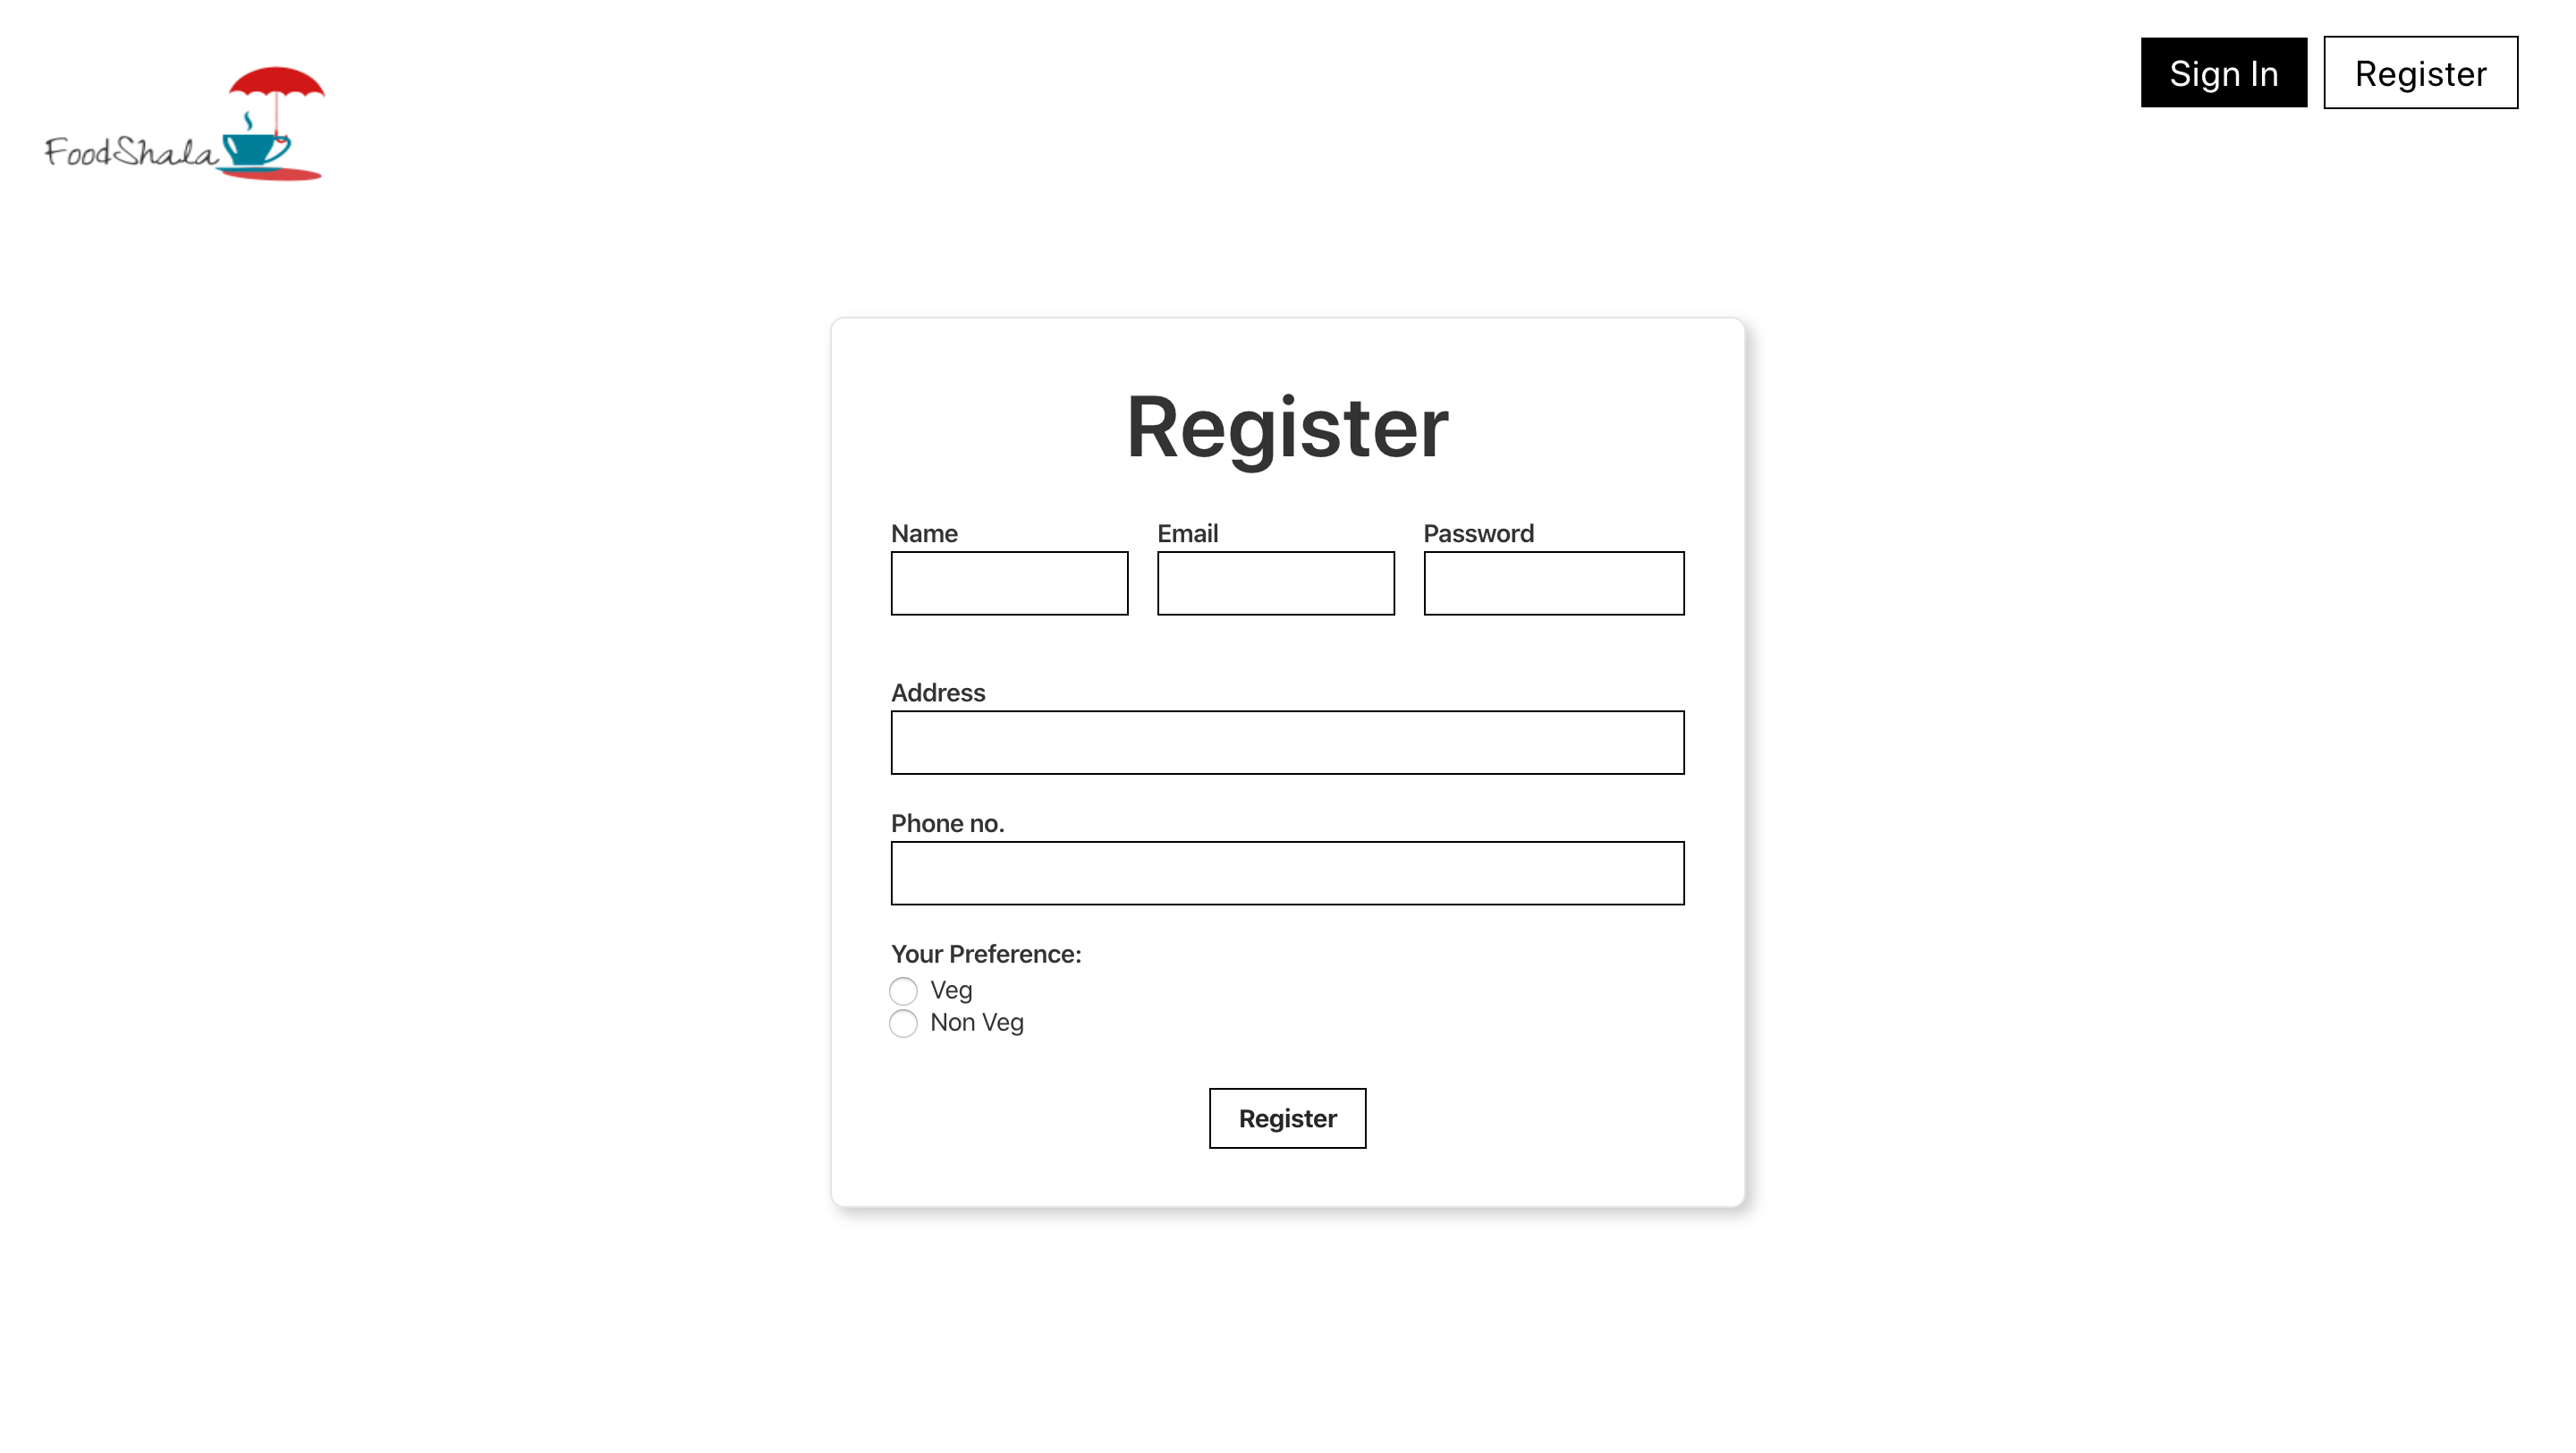 FoodShala
Sign In
Register
Register
Name
Email
Password
Address
Phone no.
Your Preference:
Veg
Non Veg
Register